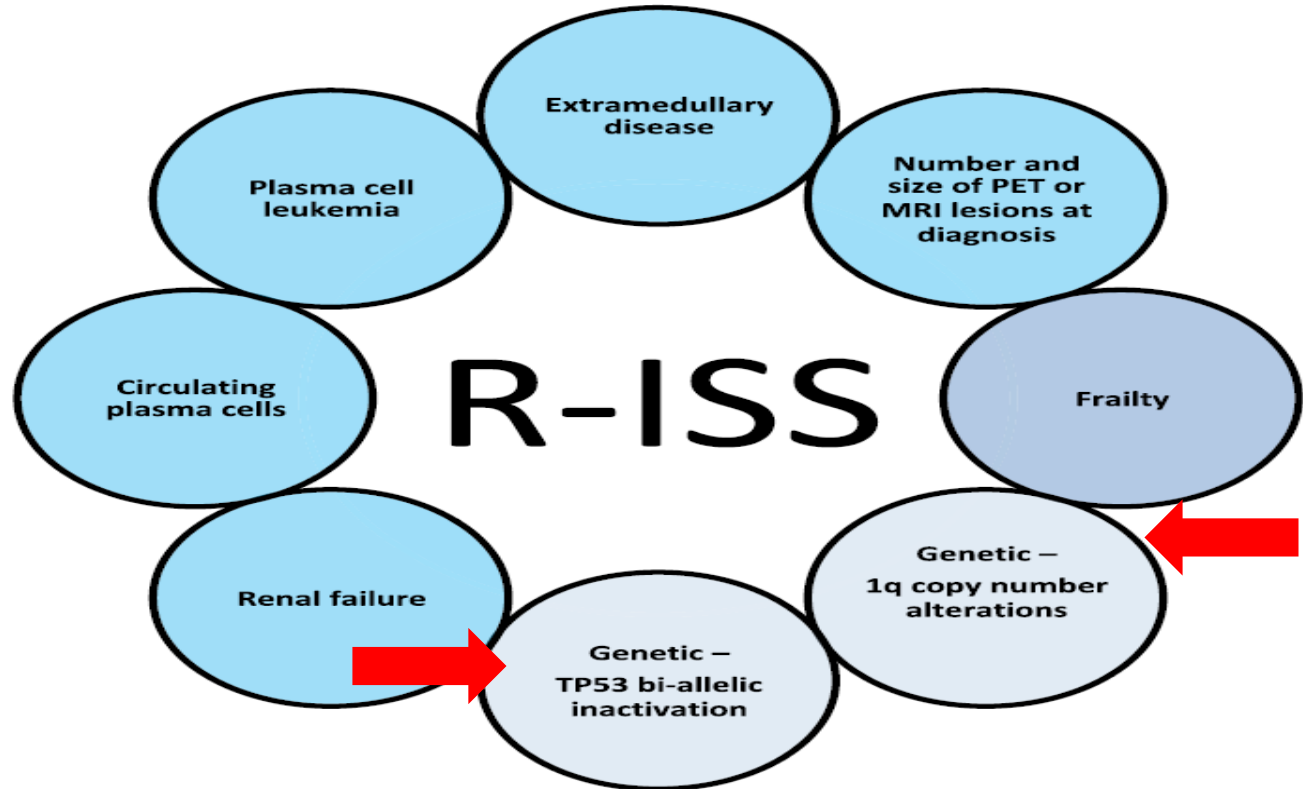 Extramedullary
disease
Number and
size of PET or
MRI lesions at
diagnosis
Frailty
Genetic –
1q copy number
alterations
Genetic –
TP53 bi-allelic
inactivation
Renal failure
Circulating
plasma cells
Plasma cell
leukemia
R-ISS